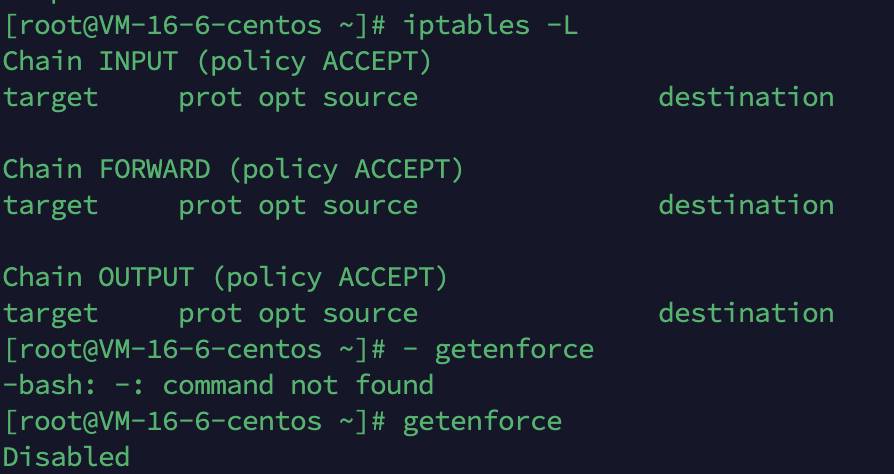 [root@VM-16-6-centos ~]# iptables -L
Chain INPUT (policy ACCEPT)
target     prot opt source               destination
Chain FORWARD (policy ACCEPT)
target     prot opt source               destination
Chain OUTPUT (policy ACCEPT)
target     prot opt source               destination
[root@VM-16-6-centos ~]# - getenforce
-bash: -: command not found
[root@VM-16-6-centos ~]# getenforce
Disabled